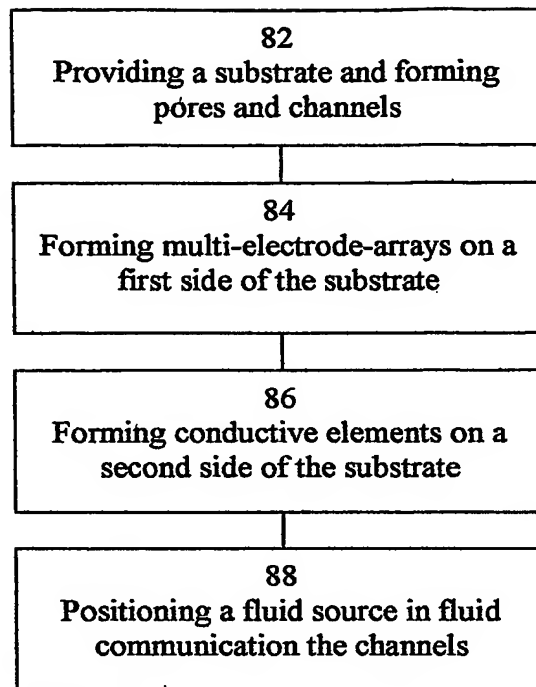 82
Providing a substrate and forming
pores and channels
84
Forming multi-electrode-arrays on a
first side of the substrate
86
Forming conductive elements on a
second side of the substrate
88
Positioning a fluid source in fluid
communication the channels